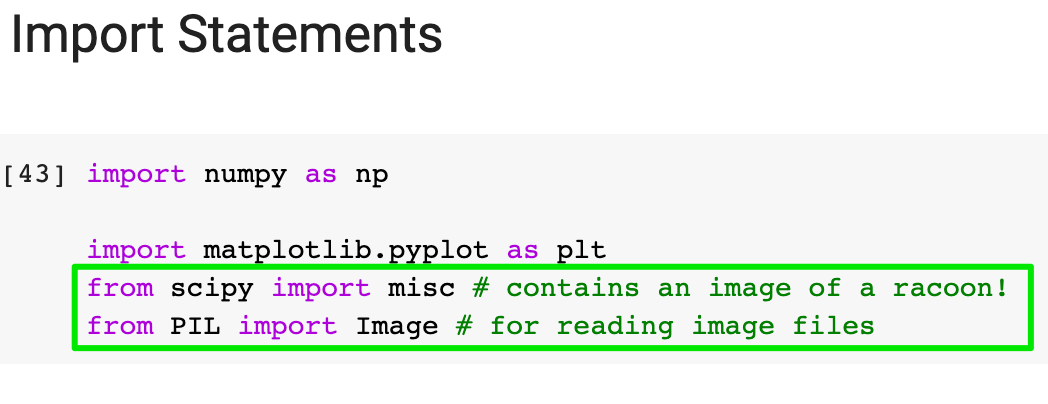 Import Statements
[43] import numpy as np
import matplotlib.pyplot as plt
from scipy import misc # contains an image of a racoon!
from PIL import Image # for reading image files